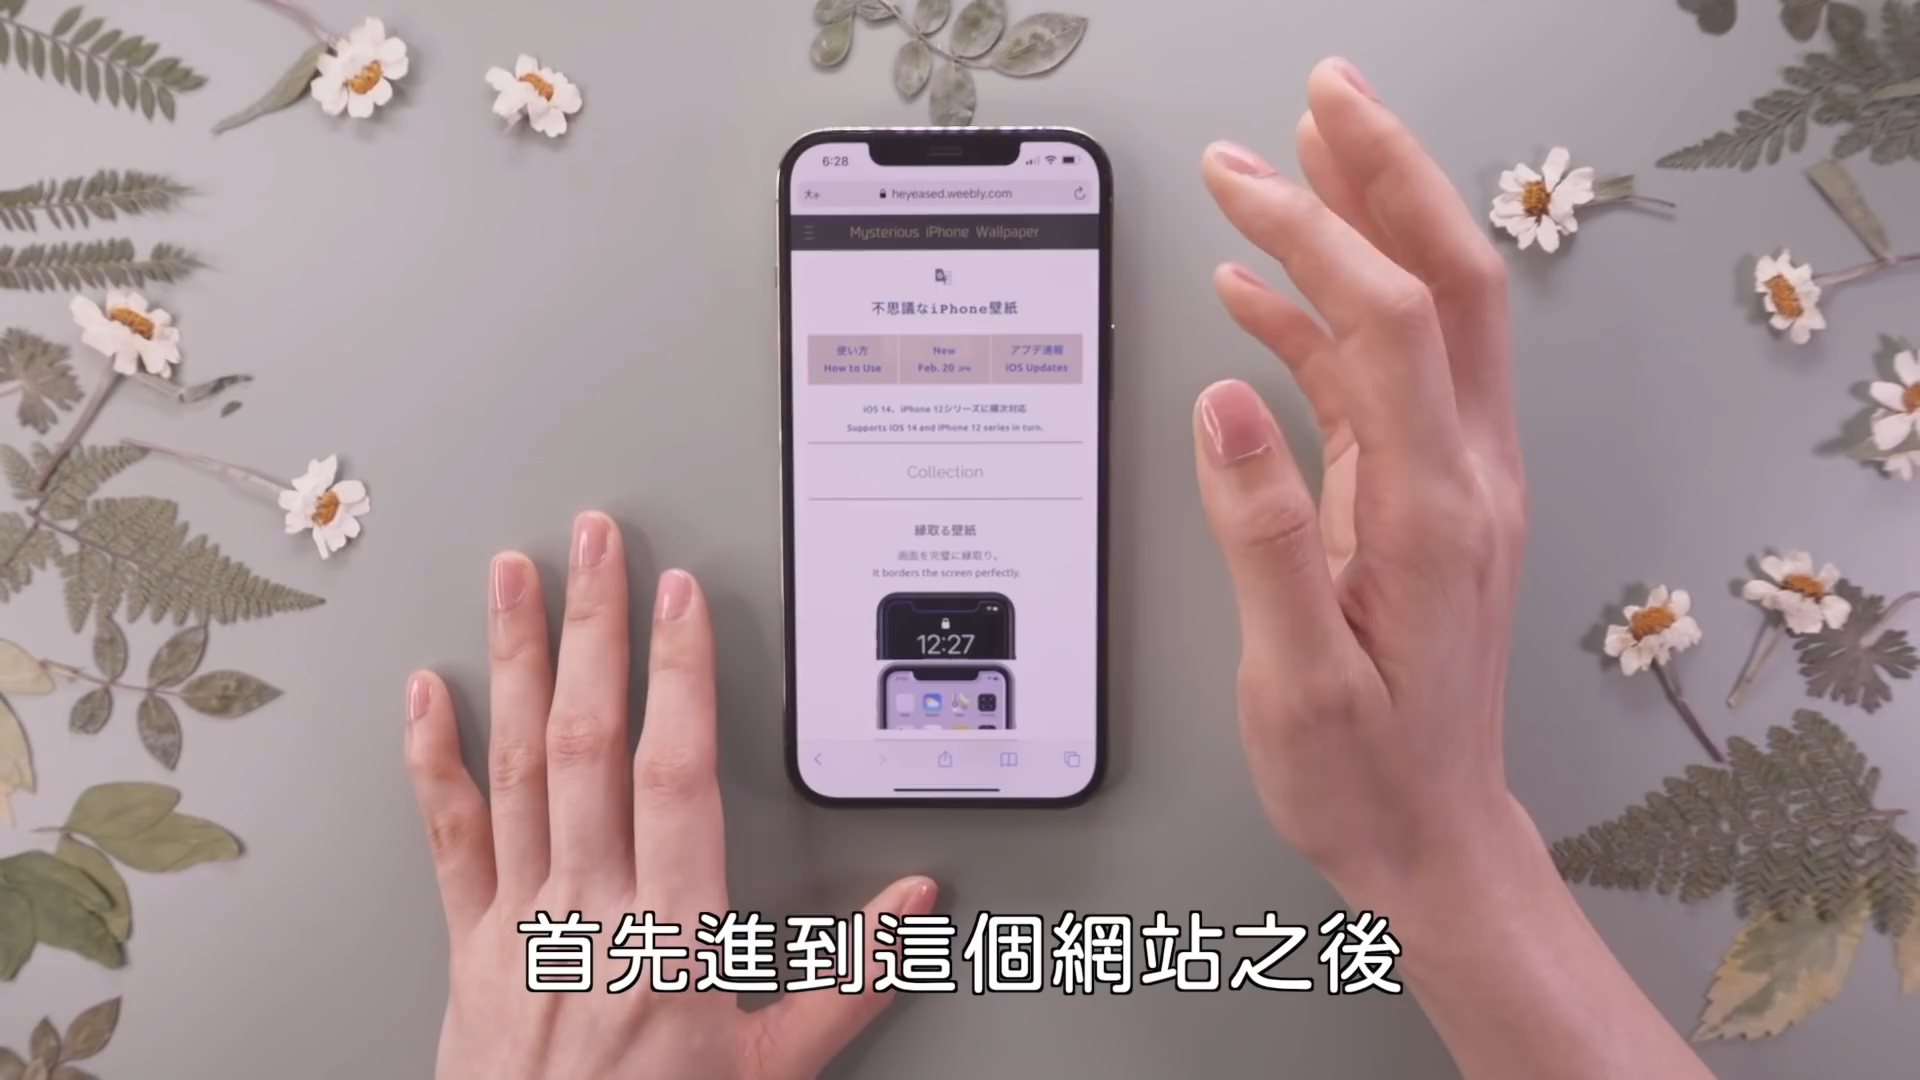 6:28
heyeased.weebly.com
Mysterious iPhone Wallpaper
不思議なiPhone壁紙
使い方
How to Use
New
Feb. 20 JPN
アプデ速報
iOS Updates
iOS 14、iPhone 12シリーズに順次対応
Supports iOS 14 and iPhone 12 series in turn.
Collection
縁取る壁紙
画面を完璧に縁取り。
It borders the screen perfectly.
12:27
首先進到這個網站之後